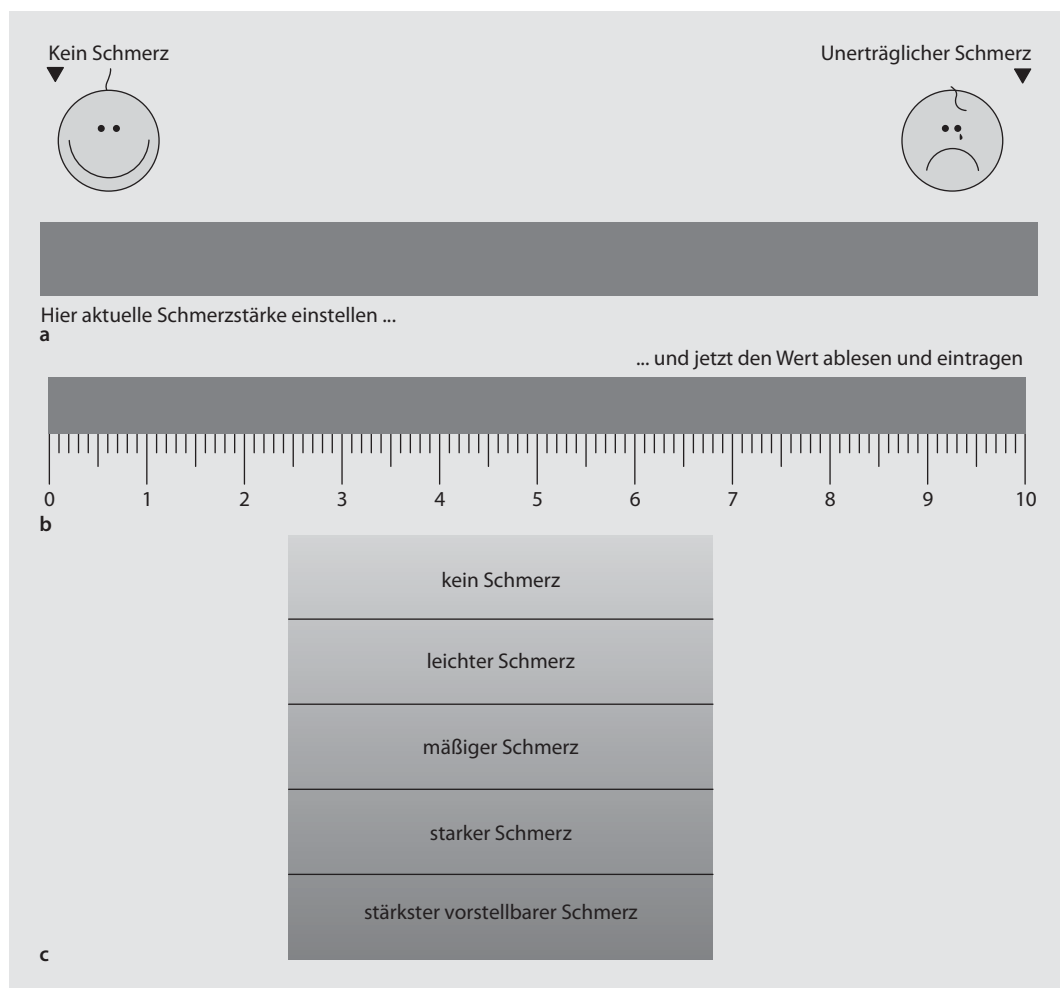 Kein Schmerz
Unerträglicher Schmerz
Hier aktuelle Schmerzstärke einstellen ...
a
... und jetzt den Wert ablesen und eintragen
0 1 2 3 4 5 6 7 8 9 10
b
kein Schmerz
leichter Schmerz
mäßiger Schmerz
starker Schmerz
stärkster vorstellbarer Schmerz
c